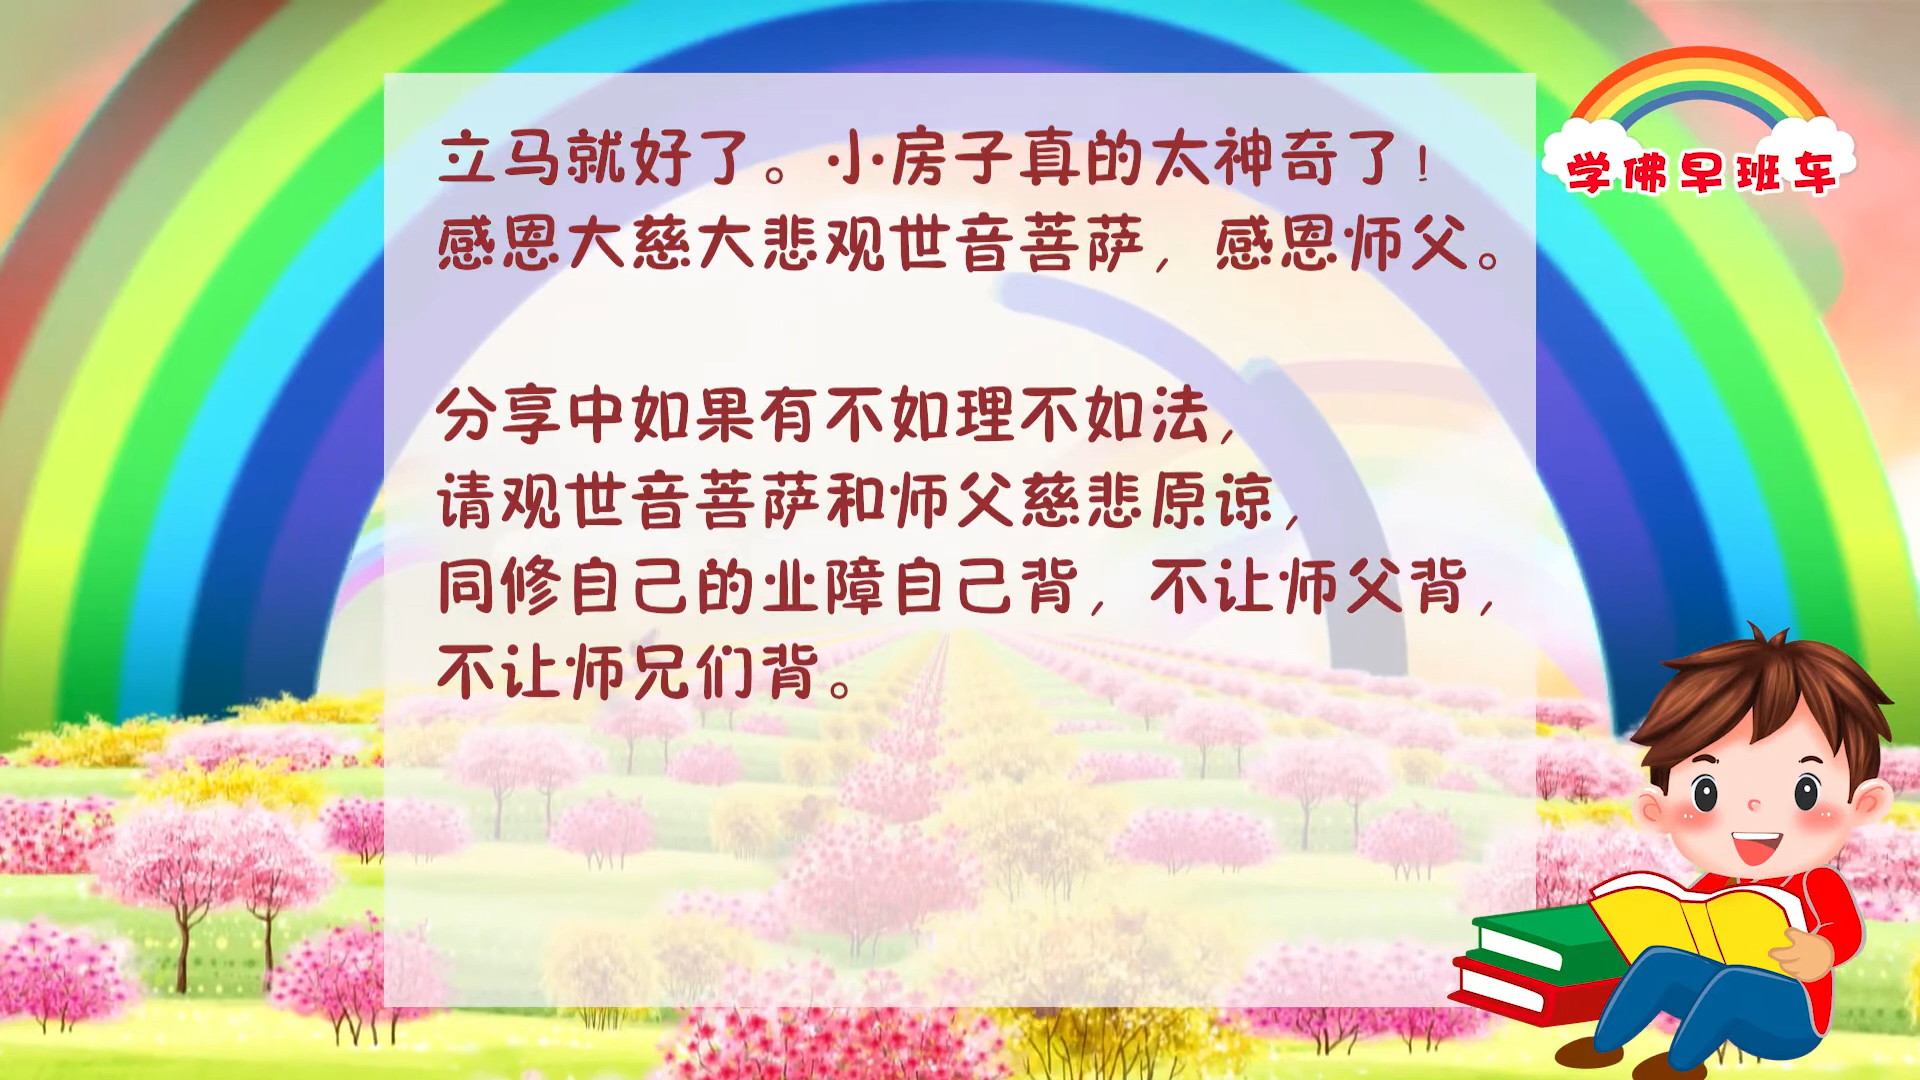 立马就好了。小房子真的太神奇了！
感恩大慈大悲观世音菩萨，感恩师父。
分享中如果有不如理不如法，
请观世音菩萨和师父慈悲原谅，
同修自己的业障自己背，不让师父背，
不让师兄们背。
学佛早班车